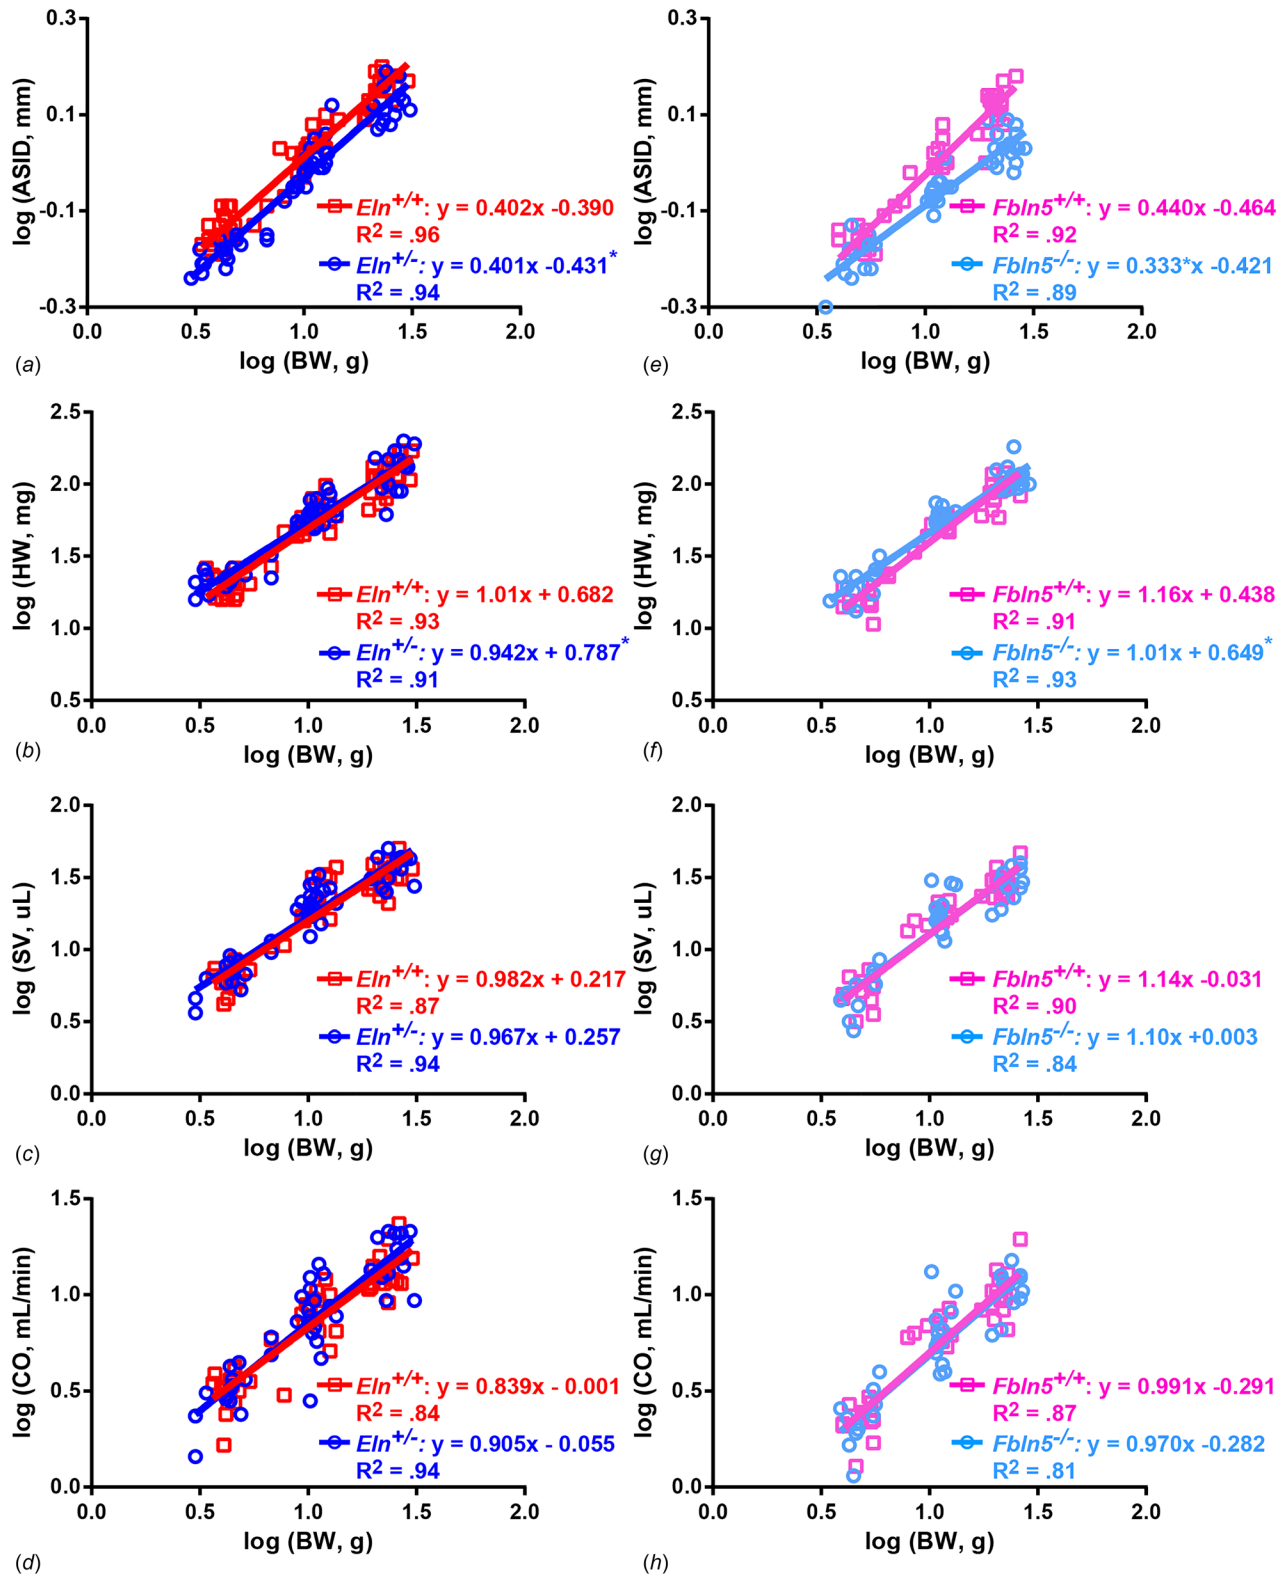 0.3
0.1
-0.1
-0.3
log (ASID, mm)
Eln+/+: y = 0.402x -0.390
R2 = .96
Eln+/-: y = 0.401x -0.431*
R2 = .94
0.0 0.5 1.0 1.5 2.0
log (BW, g)
(a)
0.3
0.1
-0.1
-0.3
log (ASID, mm)
Fbln5+/+: y = 0.440x -0.464
R2 = .92
Fbln5-/-: y = 0.333*x -0.421
R2 = .89
0.0 0.5 1.0 1.5 2.0
log (BW, g)
(e)
2.5
2.0
1.5
1.0
0.5
log (HW, mg)
Eln+/+: y = 1.01x + 0.682
R2 = .93
Eln+/-: y = 0.942x + 0.787*
R2 = .91
0.0 0.5 1.0 1.5 2.0
log (BW, g)
(b)
2.5
2.0
1.5
1.0
0.5
log (HW, mg)
Fbln5+/+: y = 1.16x + 0.438
R2 = .91
Fbln5-/-: y = 1.01x + 0.649*
R2 = .93
0.0 0.5 1.0 1.5 2.0
log (BW, g)
(f)
2.0
1.5
1.0
0.5
0.0
log (SV, uL)
Eln+/+: y = 0.982x + 0.217
R2 = .87
Eln+/-: y = 0.967x + 0.257
R2 = .94
0.0 0.5 1.0 1.5 2.0
log (BW, g)
(c)
2.0
1.5
1.0
0.5
0.0
log (SV, uL)
Fbln5+/+: y = 1.14x -0.031
R2 = .90
Fbln5-/-: y = 1.10x +0.003
R2 = .84
0.0 0.5 1.0 1.5 2.0
log (BW, g)
(g)
1.5
1.0
0.5
0.0
log (CO, mL/min)
Eln+/+: y = 0.839x - 0.001
R2 = .84
Eln+/-: y = 0.905x - 0.055
R2 = .94
0.0 0.5 1.0 1.5 2.0
log (BW, g)
(d)
1.5
1.0
0.5
0.0
log (CO, mL/min)
Fbln5+/+: y = 0.991x -0.291
R2 = .87
Fbln5-/-: y = 0.970x -0.282
R2 = .81
0.0 0.5 1.0 1.5 2.0
log (BW, g)
(h)